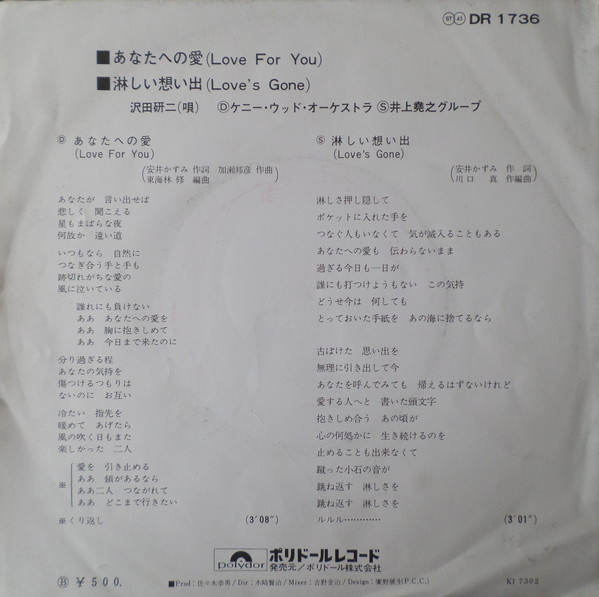 DR 1736
■あなたへの愛(Love For You)
■淋しい想い出(Love's Gone)
沢田研二(唄) Ⓓケニー・ウッド・オーケストラ Ⓢ井上堯之グループ
Ⓓ あなたへの愛
(Love For You)
(安井かずみ 作詞 加瀬邦彦 作曲
東海林 修 編曲)
あなたが 言い出せば
悲しく 聞こえる
星もまばらな夜
何故か 遠い道
いつもなら 自然に
つなぎ合う手と手も
跡切れがちな愛の
風に泣いている
誰れにも負けない
ああ あなたへの愛を
ああ 胸に抱きしめて
ああ 今日まで来たのに
分り過ぎる程
あなたの気持を
傷つけるつもりは
ないのに お互い
冷たい 指先を
暖めて あげたら
風の吹く日もまた
楽しかった 二人
※
愛を 引き止める
ああ 鎖があるなら
ああ二人 つながれて
ああ どこまで行きたい
※くり返し (3'08")
Ⓢ 淋しい想い出
(Love's Gone)
(安井かずみ 作 詞
川口 真 作編曲)
淋しさ押し隠して
ポケットに入れた手を
つなぐ人もいなくて 気が滅入ることもある
あなたへの愛も 伝わらないまま
過ぎる今日も一日が
誰にも打つけようもない この気持
どうせ今は 何しても
とっておいた手紙を あの海に捨てるなら
古ぼけた 思い出を
無理に引き出して今
あなたを呼んでみても 帰えるはずないけれど
愛する人へと 書いた頭文字
抱きしめ合う あの頃が
心の何処かに 生き続けるのを
止めることも出来なくて
蹴った小石の音が
跳ね返す 淋しさを
跳ね返す 淋しさを
ルルル………… (3'01")
polydor ポリドールレコード
発売元/ポリドール株式会社
Ⓑ ¥500.
■Prod：佐々木幸男/Dir：木﨑賢治/Mixer：吉野金治/Design：廣野展生(P.C.C.)
KI 7302